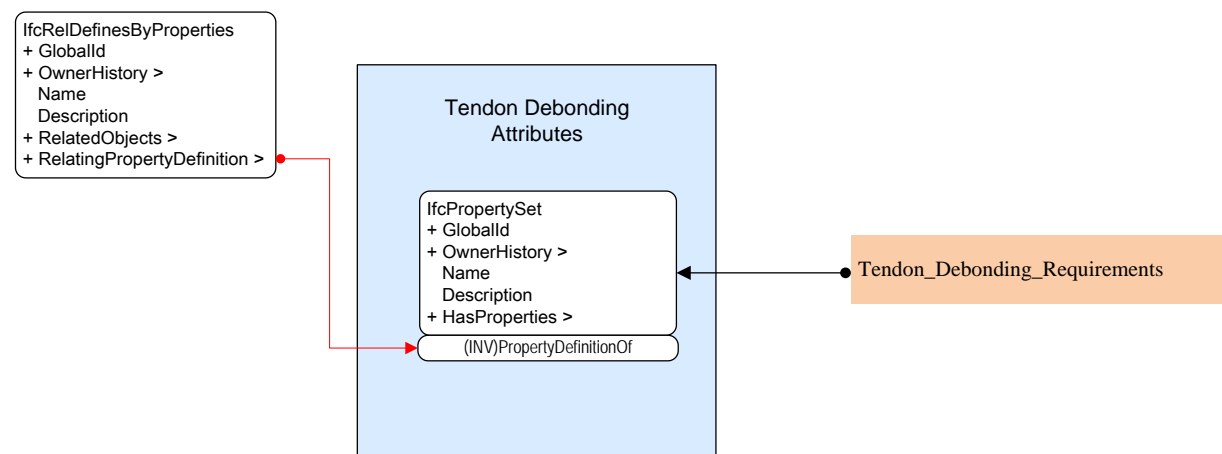 IfcRelDefinesByProperties
+ GlobalId
+ OwnerHistory >
Name
Description
+ RelatedObjects >
+ RelatingPropertyDefinition >
Tendon Debonding
Attributes
IfcPropertySet
+ GlobalId
+ OwnerHistory >
Name
Description
+ HasProperties >
(INV)PropertyDefinitionOf
Tendon_Debonding_Requirements